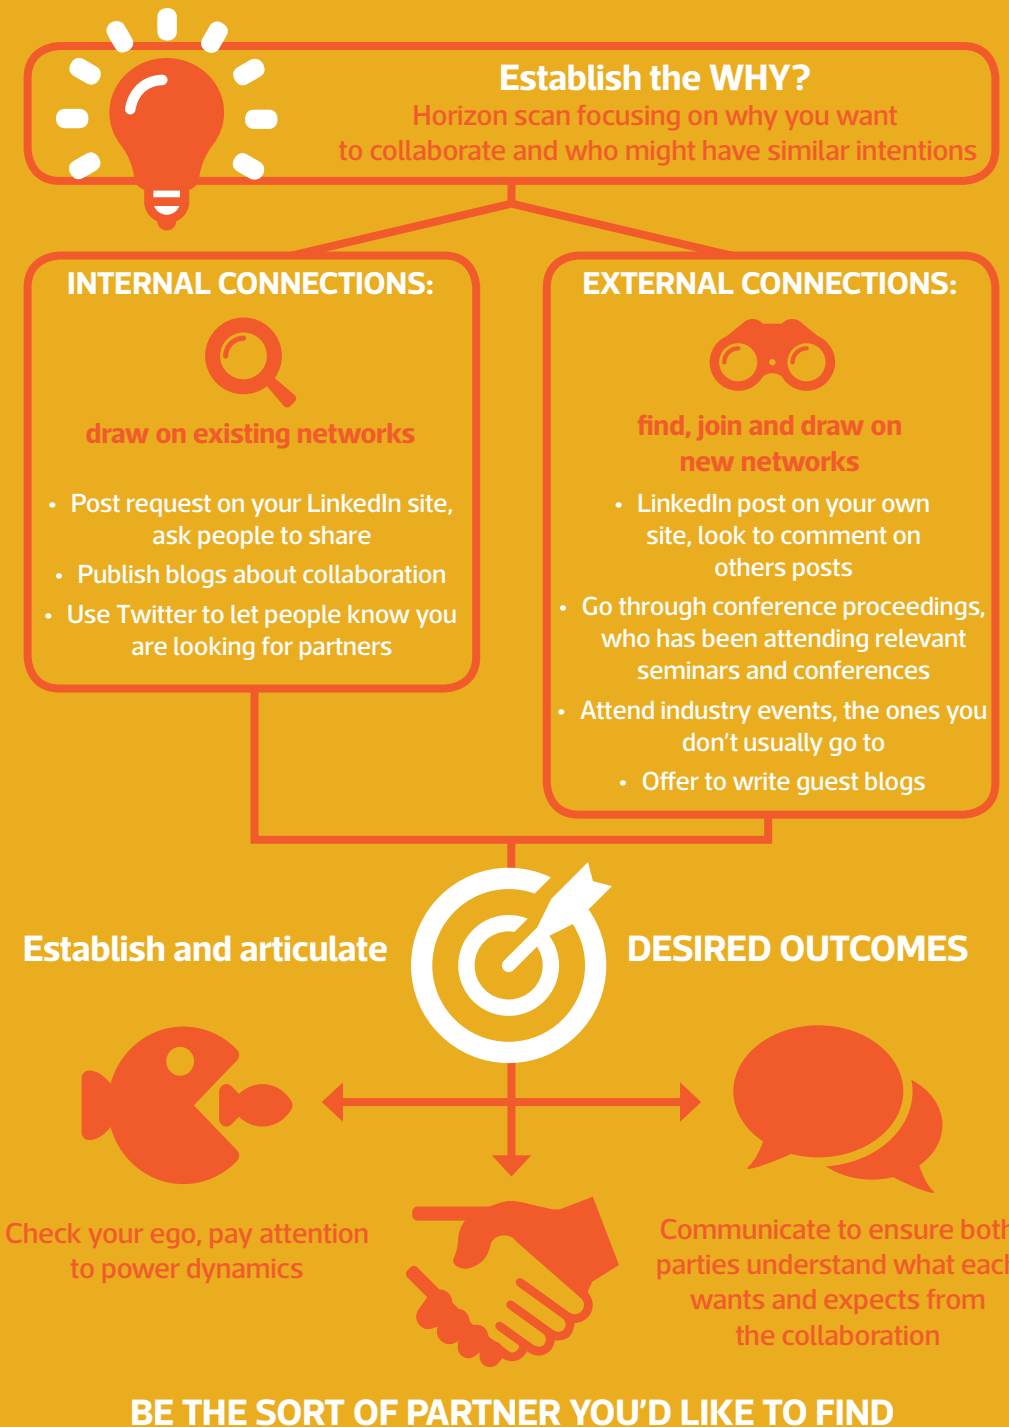 Establish the WHY?
Horizon scan focusing on why you want
to collaborate and who might have similar intentions
INTERNAL CONNECTIONS:
draw on existing networks
• Post request on your LinkedIn site,
ask people to share
• Publish blogs about collaboration
• Use Twitter to let people know you
are looking for partners
EXTERNAL CONNECTIONS:
find, join and draw on
new networks
• LinkedIn post on your own
site, look to comment on
others posts
• Go through conference proceedings,
who has been attending relevant
seminars and conferences
• Attend industry events, the ones you
don't usually go to
• Offer to write guest blogs
Establish and articulate
DESIRED OUTCOMES
Check your ego, pay attention
to power dynamics
Communicate to ensure both
parties understand what each
wants and expects from
the collaboration
BE THE SORT OF PARTNER YOU'D LIKE TO FIND